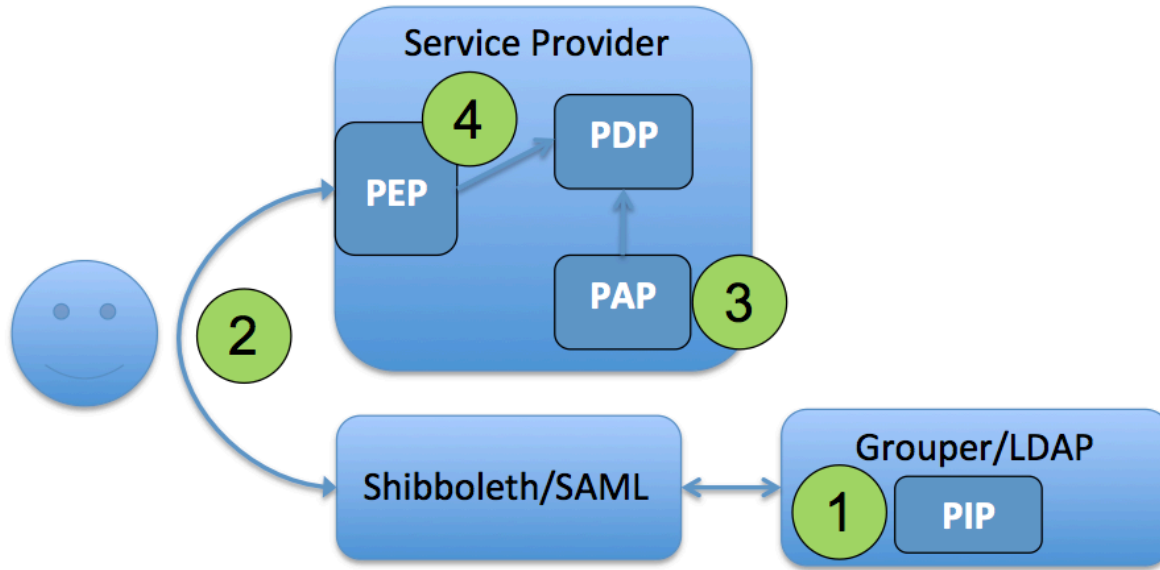 Service Provider
4
PDP
PEP
PAP
3
2
Shibboleth/SAML
Grouper/LDAP
1
PIP